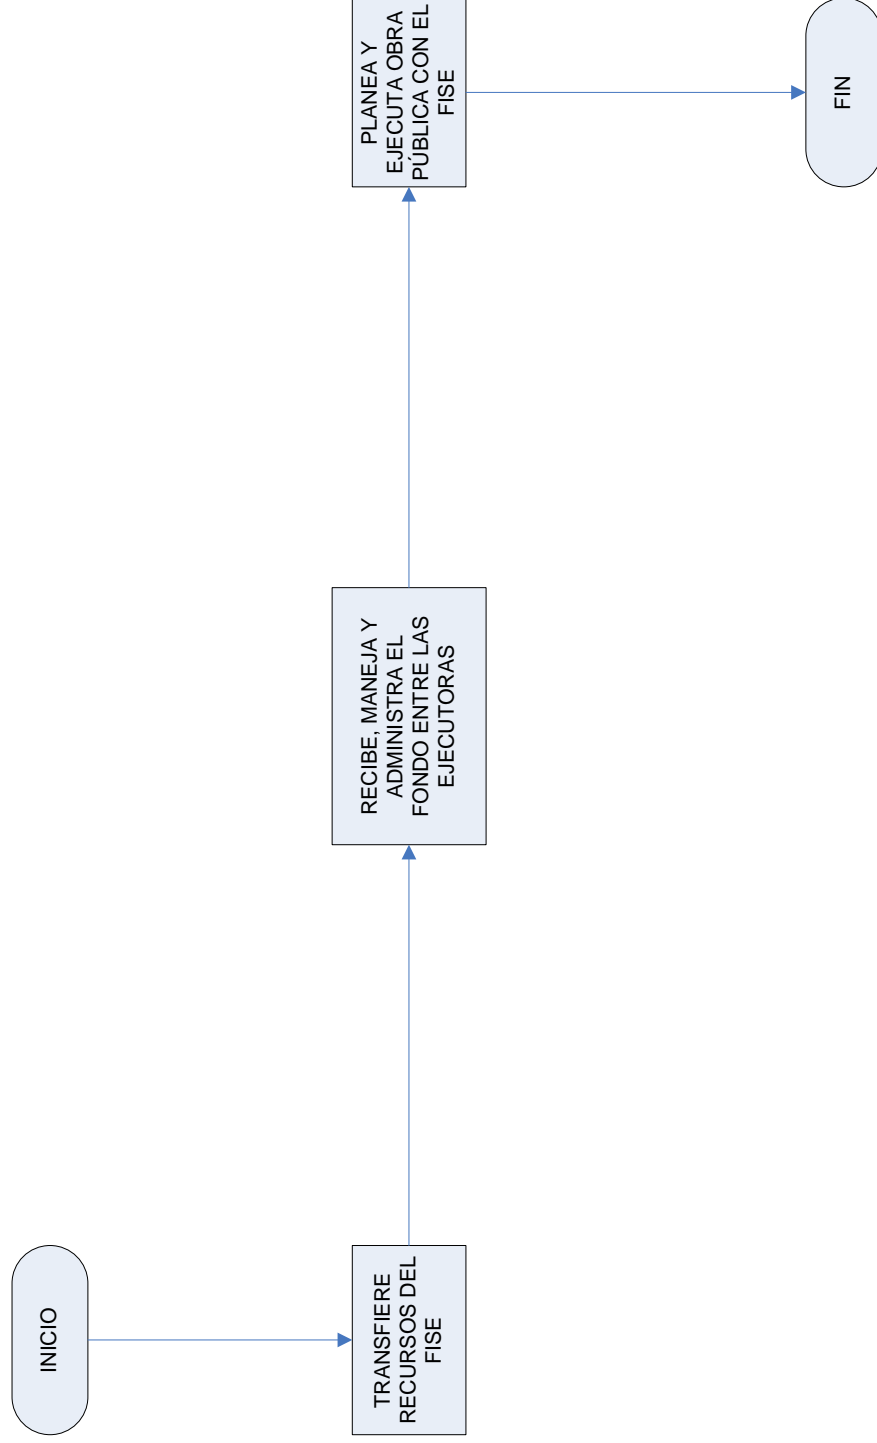 INICIO
TRANSFIERE
RECURSOS DEL
FISE
RECIBE, MANEJA Y
ADMINISTRA EL
FONDO ENTRE LAS
EJECUTORAS
PLANEA Y
EJECUTA OBRA
PÚBLICA CON EL
FISE
FIN